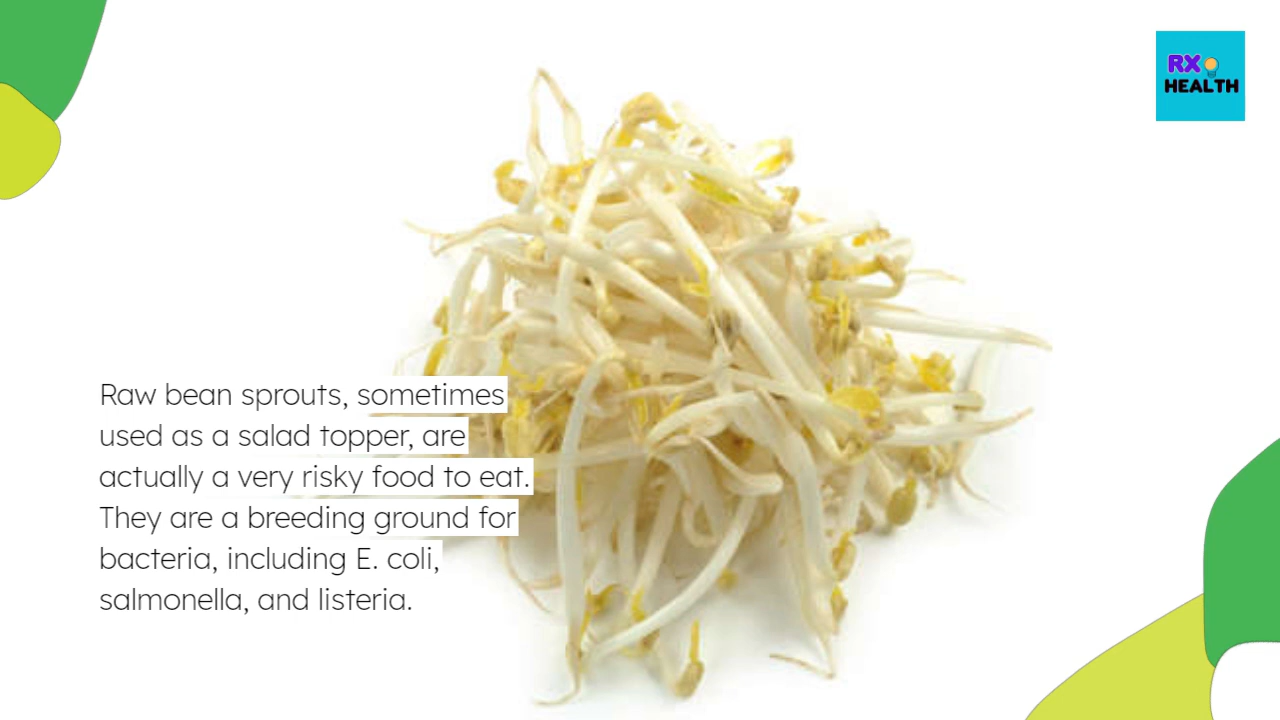 RX
HEALTH
Raw bean sprouts, sometimes
used as a salad topper, are
actually a very risky food to eat.
They are a breeding ground for
bacteria, including E. coli,
salmonella, and listeria.